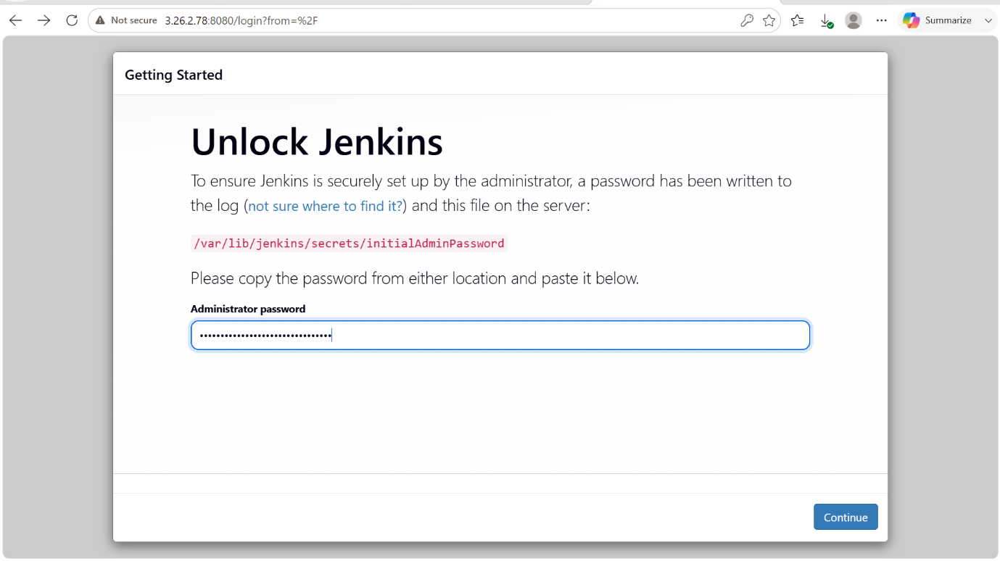 Not secure 3.26.2.78:8080/login?from=%2F
Summarize
Getting Started
Unlock Jenkins
To ensure Jenkins is securely set up by the administrator, a password has been written to
the log (not sure where to find it?) and this file on the server:
/var/lib/jenkins/secrets/initialAdminPassword
Please copy the password from either location and paste it below.
Administrator password
••••••••••••••••••••••••••••••••
Continue